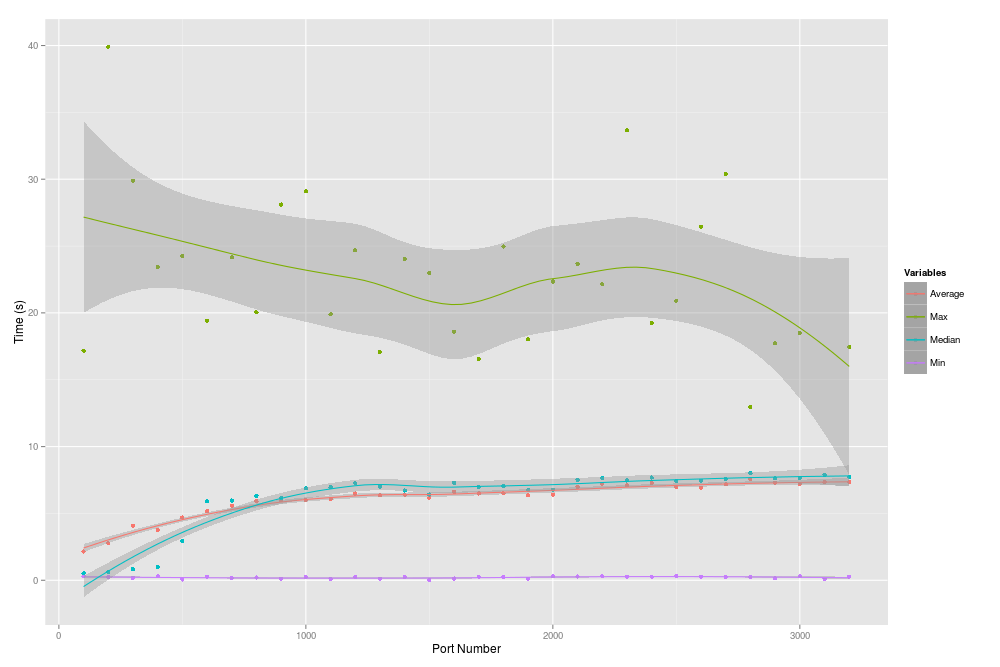 40
30
20
10
0
Time (s)
0
1000
2000
3000
Port Number
Variables
Average
Max
Median
Min